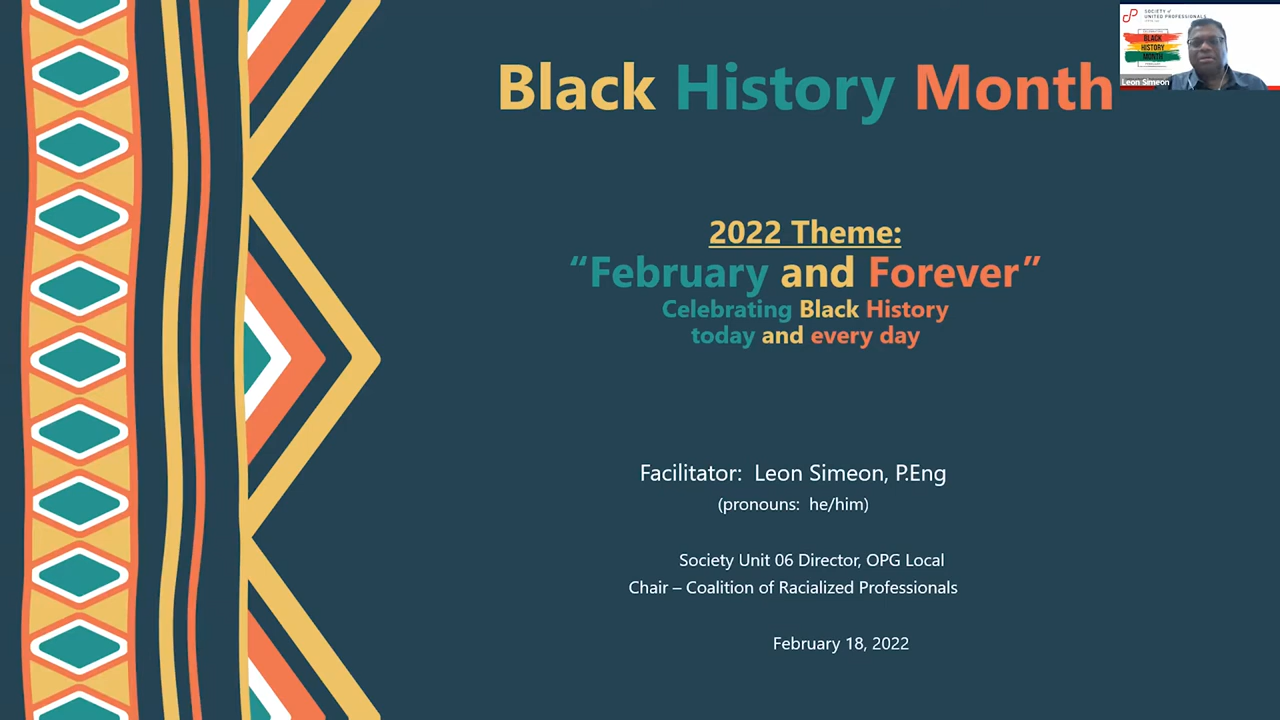 Black History Month
2022 Theme:
“February and Forever”
Celebrating Black History
today and every day
Facilitator:  Leon Simeon, P.Eng
(pronouns:  he/him)
Society Unit 06 Director, OPG Local
Chair – Coalition of Racialized Professionals
February 18, 2022
SOCIETY of
UNITED PROFESSIONALS
BLACK
HISTORY
MONTH
Leon Simeon